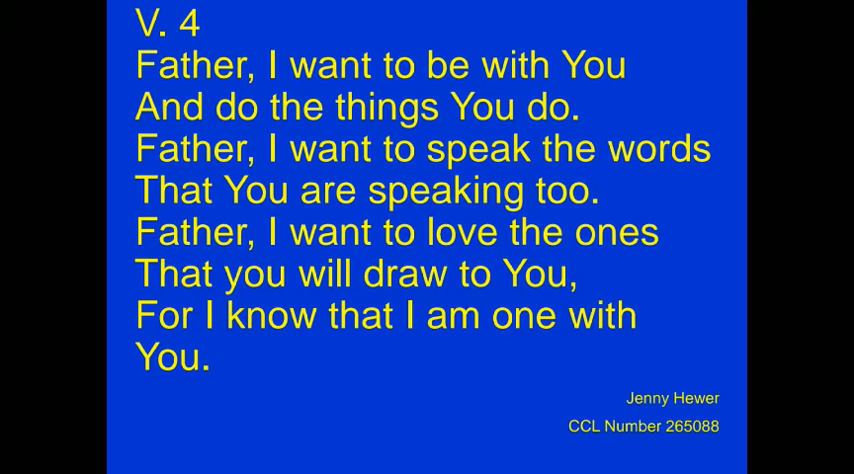 V. 4
Father, I want to be with You
And do the things You do.
Father, I want to speak the words
That You are speaking too.
Father, I want to love the ones
That you will draw to You,
For I know that I am one with
You.
Jenny Hewer
CCL Number 265088